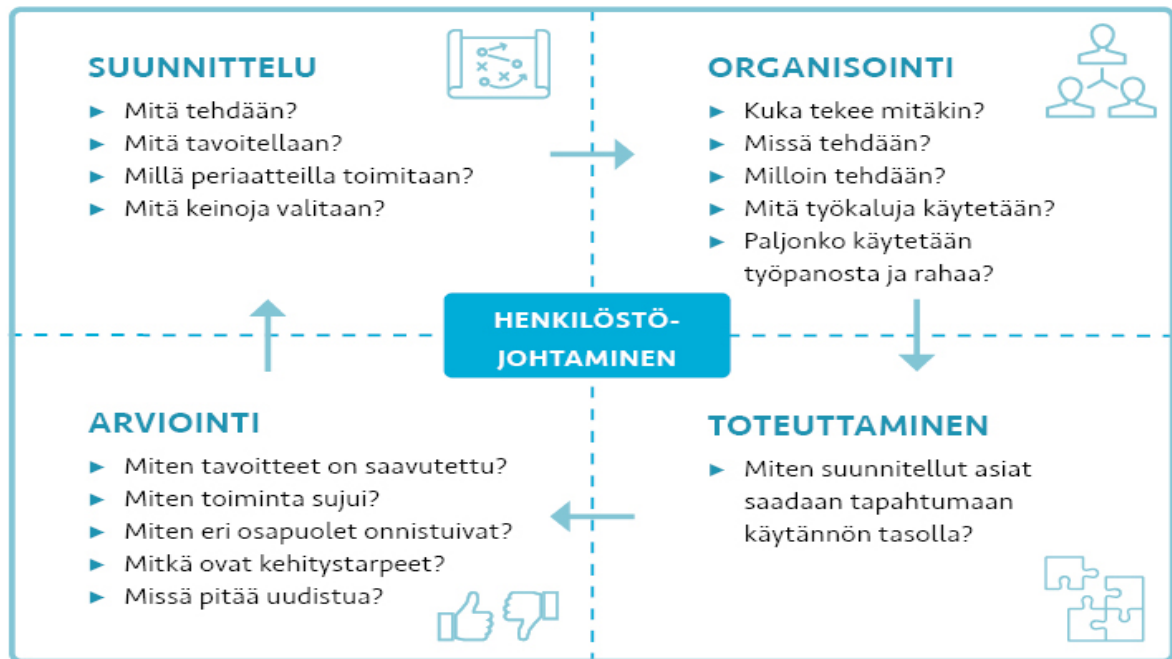 SUUNNITTELU
► Mitä tehdään?
► Mitä tavoitellaan?
► Millä periaatteilla toimitaan?
► Mitä keinoja valitaan?
ORGANISOINTI
► Kuka tekee mitäkin?
► Missä tehdään?
► Milloin tehdään?
► Mitä työkaluja käytetään?
► Paljonko käytetään
työpanosta ja rahaa?
HENKILÖSTÖ-
JOHTAMINEN
ARVIOINTI
► Miten tavoitteet on saavutettu?
► Miten toiminta sujui?
► Miten eri osapuolet onnistuivat?
► Mitkä ovat kehitystarpeet?
► Missä pitää uudistua?
TOTEUTTAMINEN
► Miten suunnitellut asiat
saadaan tapahtumaan
käytännön tasolla?